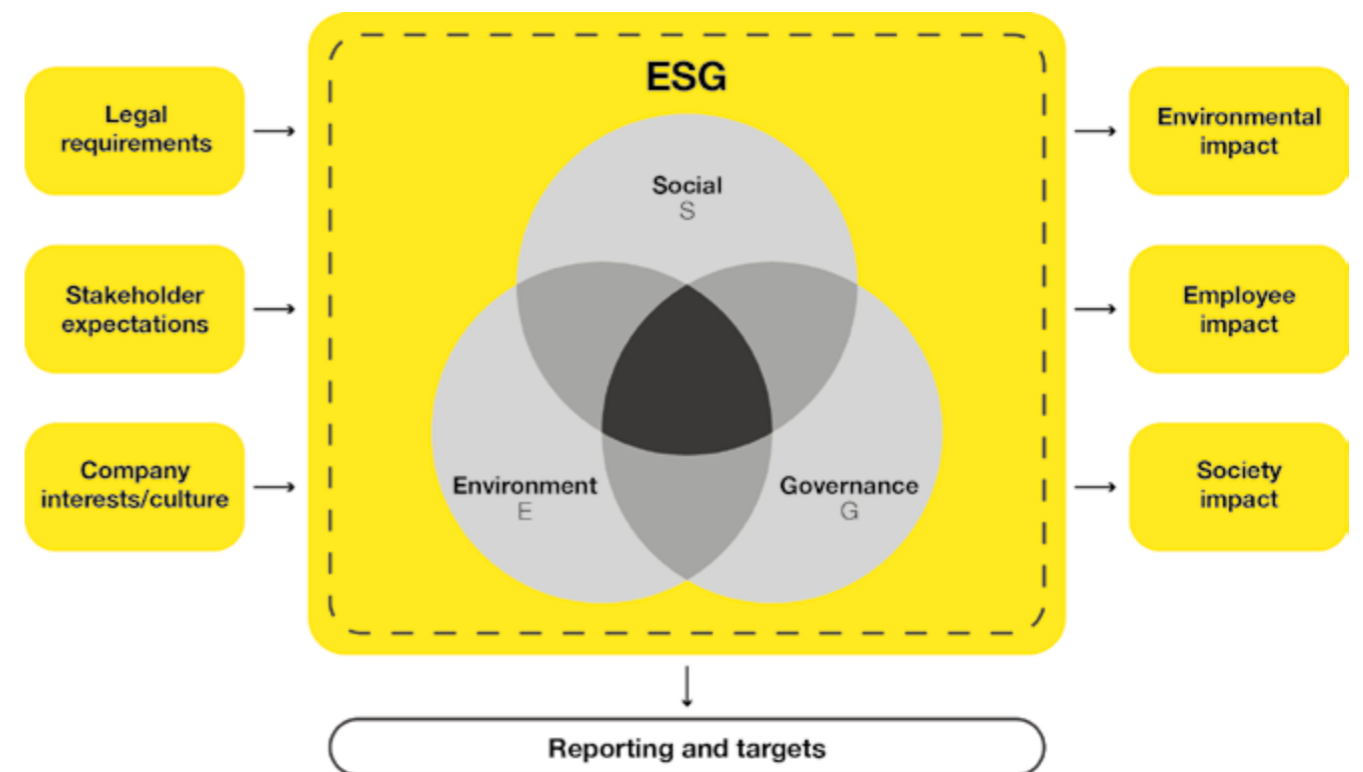 ESG
Legal
requirements
Stakeholder
expectations
Company
interests/culture
Social
S
Environment
E
Governance
G
Environmental
impact
Employee
impact
Society
impact
Reporting and targets